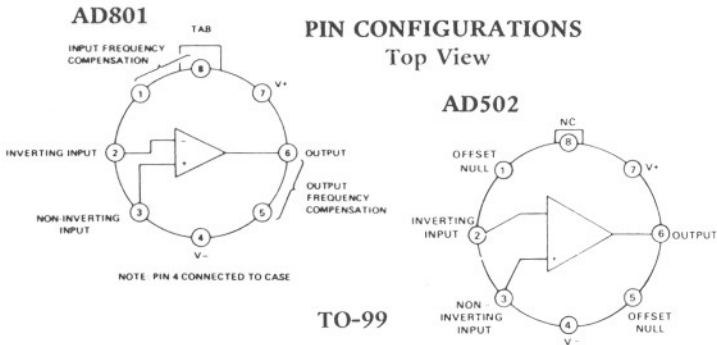 AD801
TAB
PIN CONFIGURATIONS
Top View
INPUT FREQUENCY
COMPENSATION
8
1
7
V+
2
INVERTING INPUT
-
+
6
OUTPUT
OUTPUT
FREQUENCY
COMPENSATION
3
NON-INVERTING
INPUT
5
4
V-
NOTE: PIN 4 CONNECTED TO CASE
AD502
NC
8
OFFSET
NULL
1
7
V+
INVERTING
INPUT
2
-
+
6
OUTPUT
NON-
INVERTING
INPUT
3
5
OFFSET
NULL
4
V-
TO-99